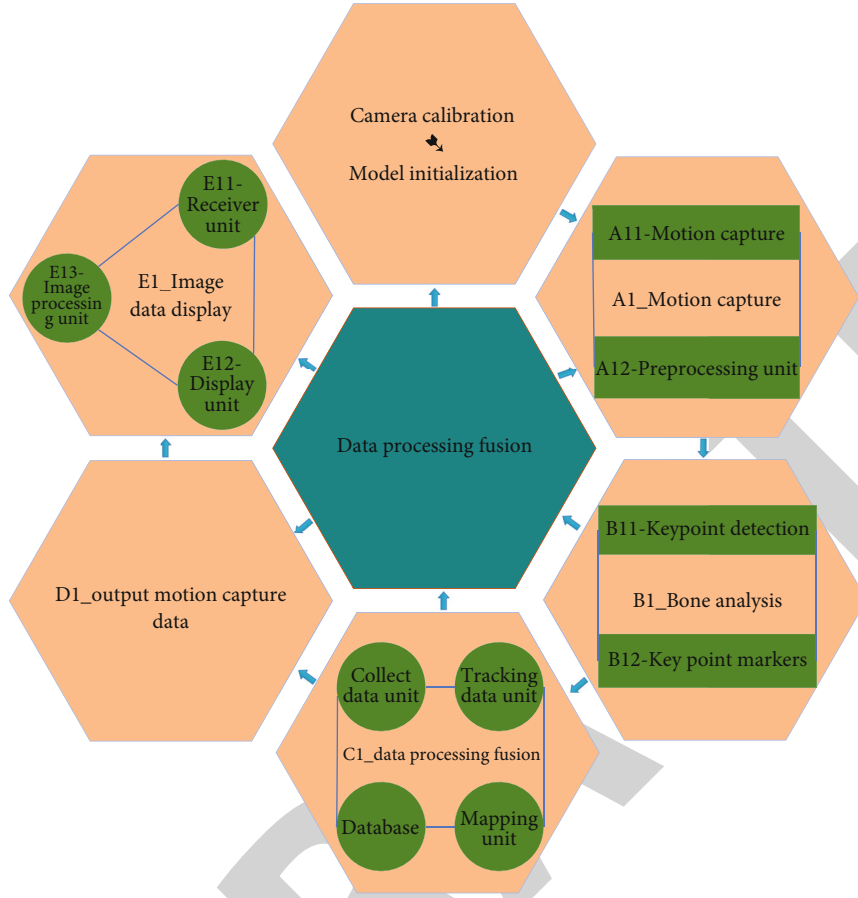 Camera calibration
Model initialization
E11-
Receiver
unit
E13-
Image
processin
g unit
E1_Image
data display
E12-
Display
unit
A11-Motion capture
A1_Motion capture
A12-Preprocessing unit
Data processing fusion
B11-Keypoint detection
B1_Bone analysis
B12-Key point markers
D1_output motion capture
data
Collect
data unit
Tracking
data unit
C1_data processing fusion
Database
Mapping
unit